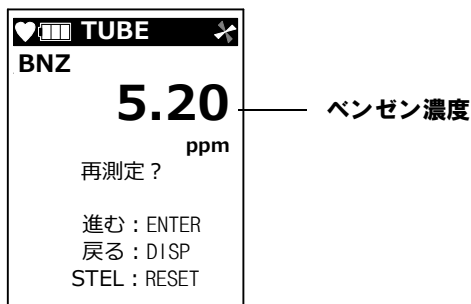 TUBE
BNZ
5.20
ベンゼン濃度
ppm
再測定？
進む：ENTER
戻る：DISP
STEL：RESET